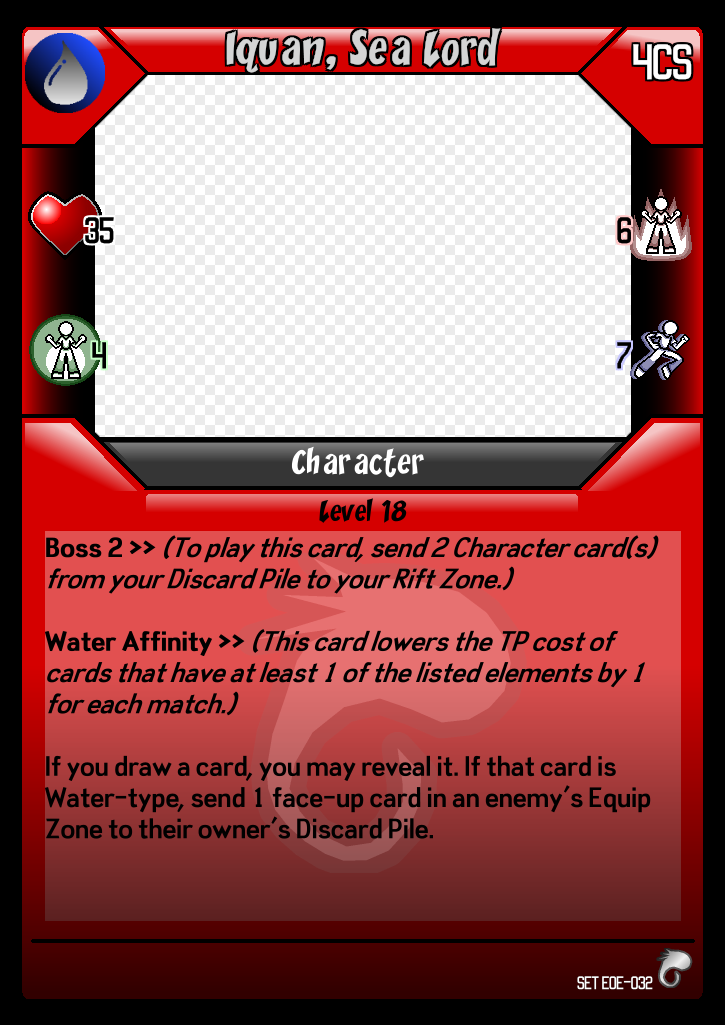 Iquan, Sea Lord
4CS
35
6
4
7
Character
Level 18
Boss 2 >> (To play this card, send 2 Character card(s)
from your Discard Pile to your Rift Zone.)
Water Affinity >> (This card lowers the TP cost of
cards that have at least 1 of the listed elements by 1
for each match.)
If you draw a card, you may reveal it. If that card is
Water-type, send 1 face-up card in an enemy's Equip
Zone to their owner's Discard Pile.
SET EOE-032